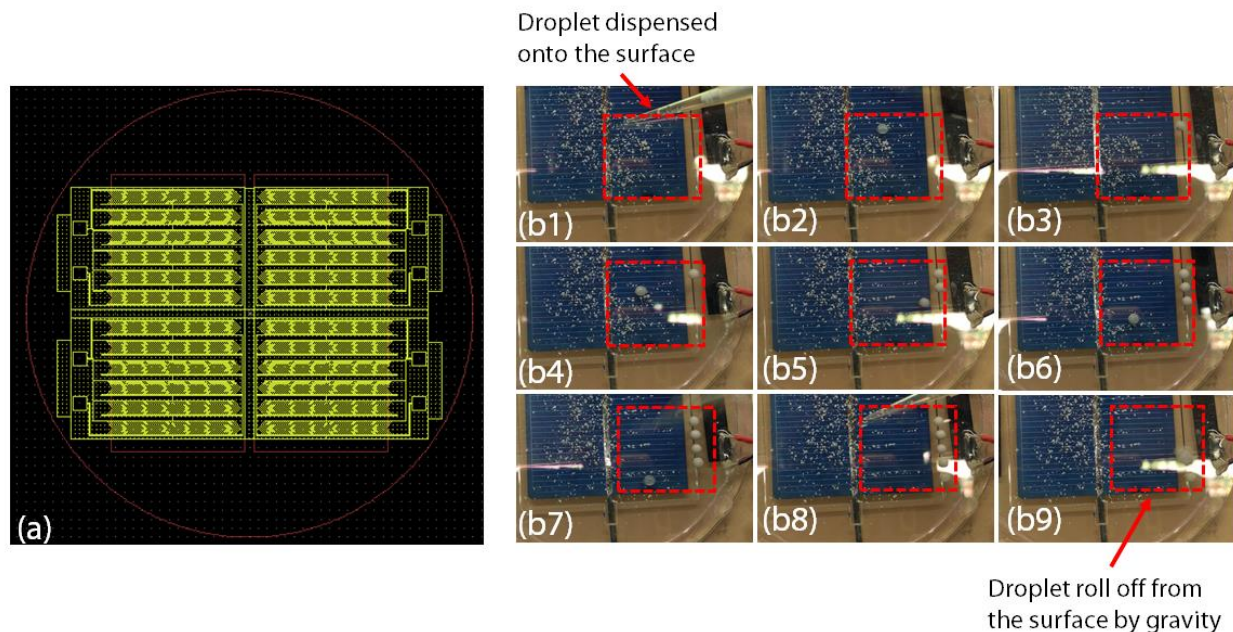 Droplet dispensed
onto the surface
(a)
(b1)
(b2)
(b3)
(b4)
(b5)
(b6)
(b7)
(b8)
(b9)
Droplet roll off from
the surface by gravity